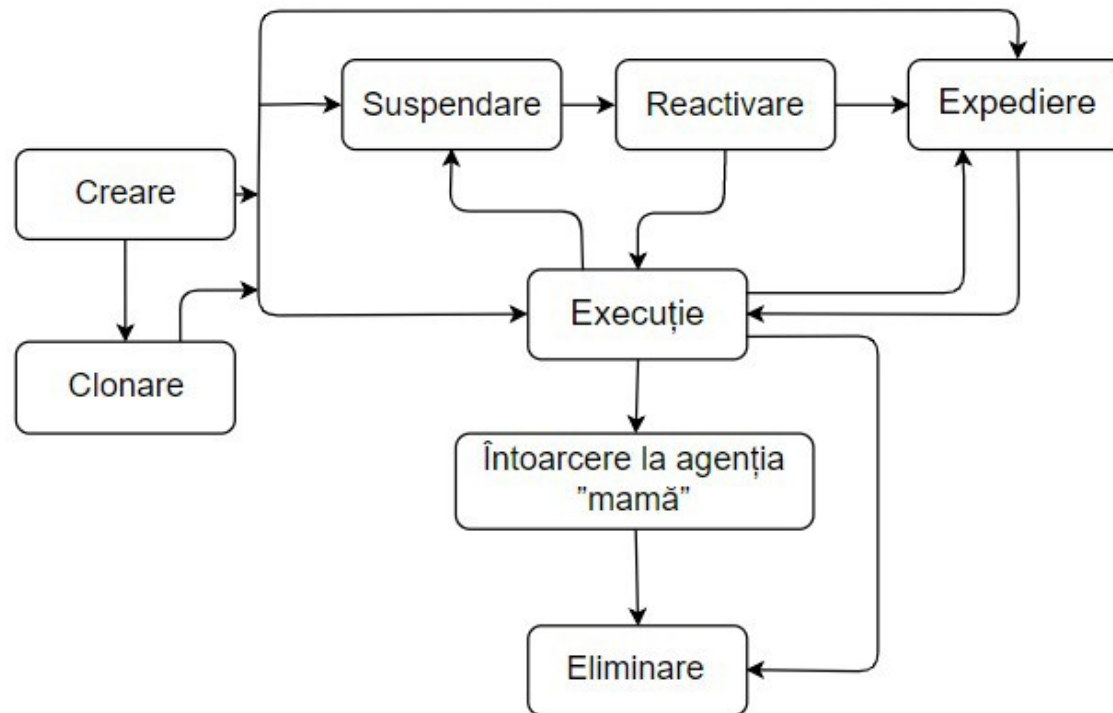 Suspendare
Reactivare
Expediere
Creare
Execuție
Clonare
Întoarcere la agenția
”mamă”
Eliminare